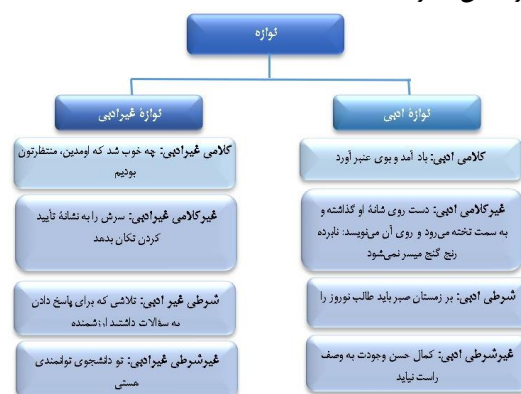 نوازه
نوازهٔ ادبی
کلامی ادبی: باد آمد و بوی عنبر آورد
غیرکلامی ادبی: دست روی شانهٔ او گذاشته و
به سمت تخته می‌رود و روی آن می‌نویسد: نابرده
رنج گنج میسر نمی‌شود
شرطی ادبی: بر زمستان صبر باید طالب نوروز را
غیرشرطی ادبی: کمال حسن وجودت به وصف
راست نیاید
نوازهٔ غیرادبی
کلامی غیرادبی: چه خوب شد که اومدین، منتظرتون
بودیم
غیرکلامی غیرادبی: سرش را به نشانهٔ تأیید
کردن تکان بدهد
شرطی غیر ادبی: تلاشی که برای پاسخ دادن
به سؤالات داشتید ارزشمنده
غیرشرطی غیرادبی: تو دانشجوی توانمندی
هستی